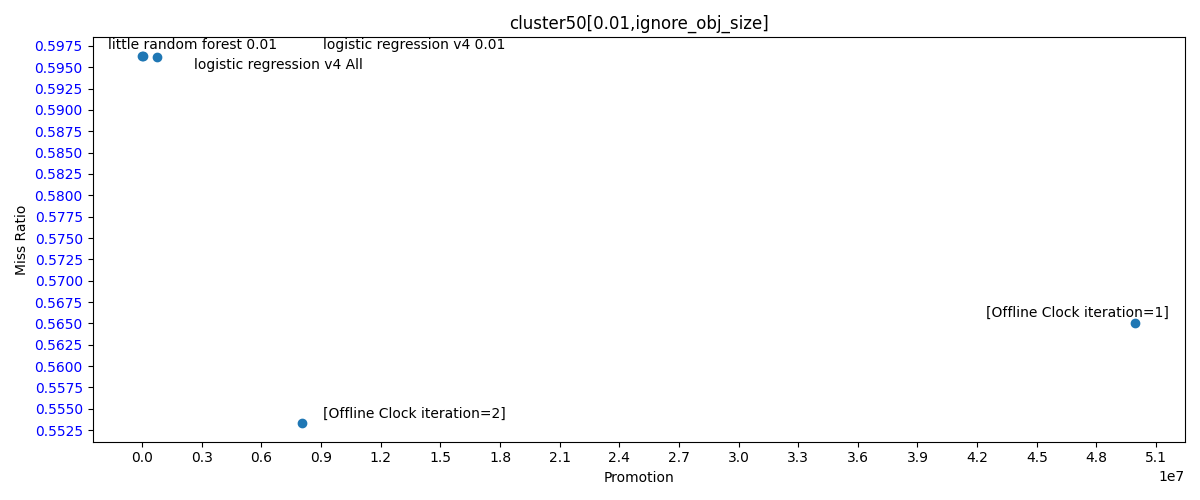 cluster50[0.01,ignore_obj_size]
little random forest 0.01
logistic regression v4 0.01
logistic regression v4 All
[Offline Clock iteration=1]
[Offline Clock iteration=2]
Miss Ratio
0.5975
0.5950
0.5925
0.5900
0.5875
0.5850
0.5825
0.5800
0.5775
0.5750
0.5725
0.5700
0.5675
0.5650
0.5625
0.5600
0.5575
0.5550
0.5525
0.0 0.3 0.6 0.9 1.2 1.5 1.8 2.1 2.4 2.7 3.0 3.3 3.6 3.9 4.2 4.5 4.8 5.1
1e7
Promotion